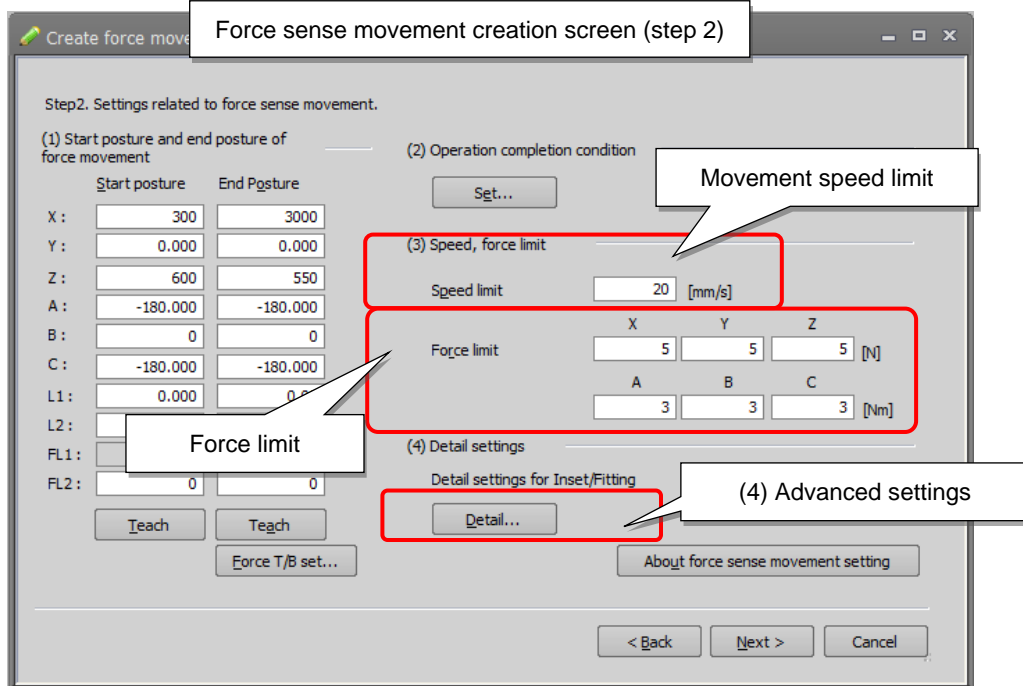 Force sense movement creation screen (step 2)
Create force move
Step2. Settings related to force sense movement.
(1) Start posture and end posture of
force movement
Start posture End Posture
X : 300 3000
Y : 0.000 0.000
Z : 600 550
A : -180.000 -180.000
B : 0 0
C : -180.000 -180.000
L1 : 0.000
L2 :
FL1 :
FL2 : 0 0
Teach Teach
Force T/B set...
(2) Operation completion condition
Set...
Movement speed limit
(3) Speed, force limit
Speed limit 20 [mm/s]
X Y Z
Force limit 5 5 5 [N]
A B C
3 3 3 [Nm]
Force limit
(4) Detail settings
Detail settings for Inset/Fitting
Detail...
(4) Advanced settings
About force sense movement setting
< Back Next > Cancel